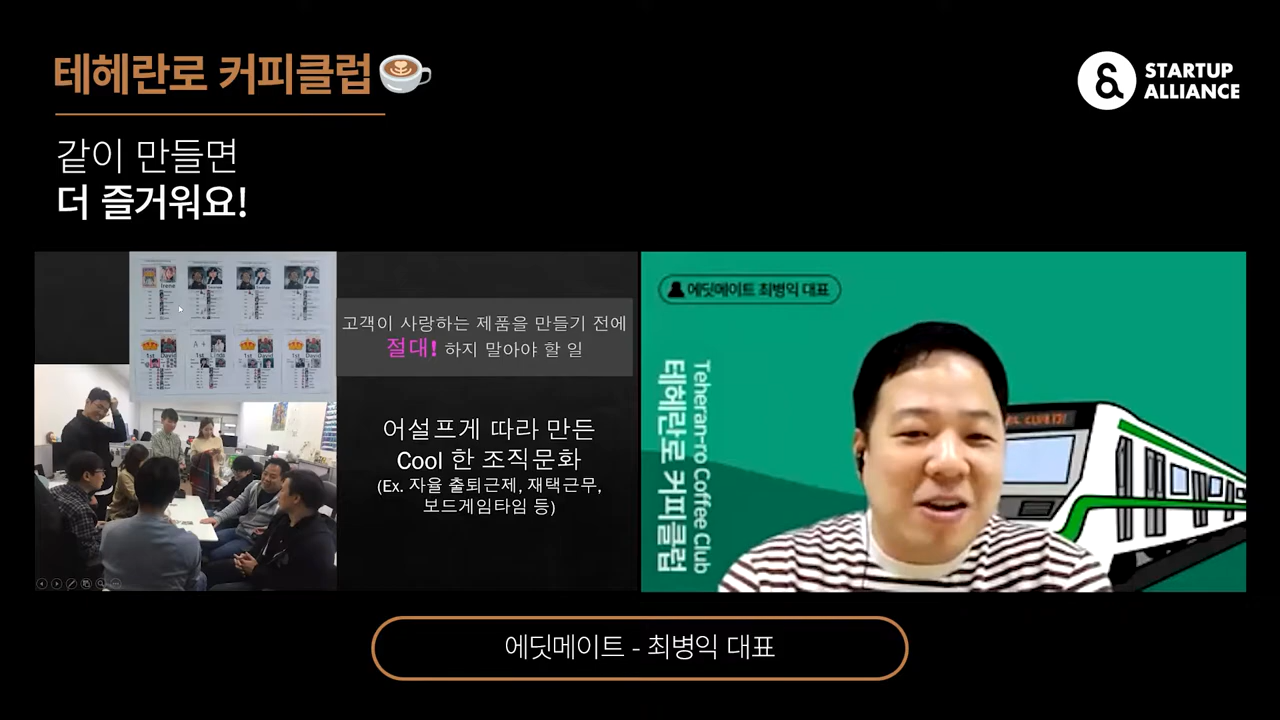 테헤란로 커피클럽
STARTUP
ALLIANCE
같이 만들면
더 즐거워요!
고객이 사랑하는 제품을 만들기 전에
절대! 하지 말아야 할 일
어설프게 따라 만든
Cool 한 조직문화
(Ex. 자율 출퇴근제, 재택근무,
보드게임타임 등)
에딧메이트 최병익 대표
Teheran-ro Coffee Club
테헤란로 커피클럽
에딧메이트 - 최병익 대표